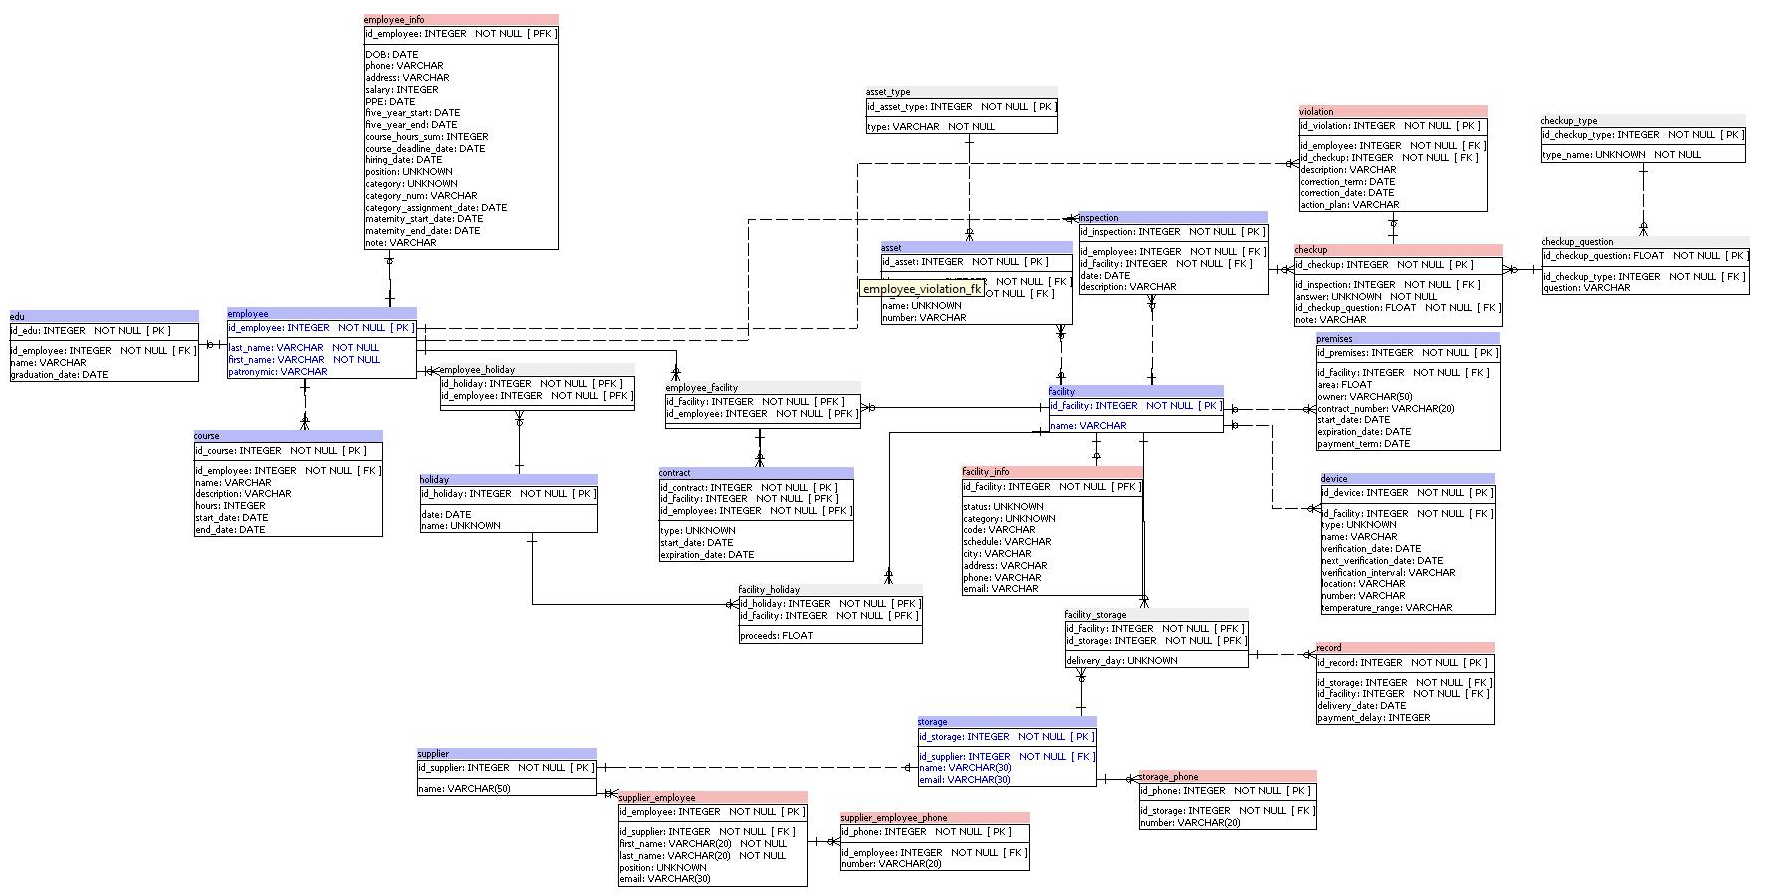 employee_info
id_employee: INTEGER NOT NULL [ PFK ]
DOB: DATE
phone: VARCHAR
address: VARCHAR
salary: INTEGER
PPE: DATE
five_year_start: DATE
five_year_end: DATE
course_hours_sum: INTEGER
course_deadline_date: DATE
hiring_date: DATE
position: UNKNOWN
category: UNKNOWN
category_num: VARCHAR
category_assignment_date: DATE
maternity_start_date: DATE
maternity_end_date: DATE
note: VARCHAR
asset_type
id_asset_type: INTEGER NOT NULL [ PK ]
type: VARCHAR NOT NULL
violation
id_violation: INTEGER NOT NULL [ PK ]
id_employee: INTEGER NOT NULL [ FK ]
id_checkup: INTEGER NOT NULL [ FK ]
description: VARCHAR
correction_term: DATE
correction_date: DATE
action_plan: VARCHAR
checkup_type
id_checkup_type: INTEGER NOT NULL [ PK ]
type_name: UNKNOWN NOT NULL
inspection
id_inspection: INTEGER NOT NULL [ PK ]
id_employee: INTEGER NOT NULL [ FK ]
id_facility: INTEGER NOT NULL [ FK ]
date: DATE
description: VARCHAR
asset
id_asset: INTEGER NOT NULL [ PK ]
NOT NULL [ FK ]
NOT NULL [ FK ]
employee_violation_fk
name: UNKNOWN
number: VARCHAR
checkup
id_checkup: INTEGER NOT NULL [ PK ]
id_inspection: INTEGER NOT NULL [ FK ]
answer: UNKNOWN NOT NULL
id_checkup_question: FLOAT NOT NULL [ FK ]
note: VARCHAR
checkup_question
id_checkup_question: FLOAT NOT NULL [ PK ]
id_checkup_type: INTEGER NOT NULL [ FK ]
question: VARCHAR
edu
id_edu: INTEGER NOT NULL [ PK ]
id_employee: INTEGER NOT NULL [ FK ]
name: VARCHAR
graduation_date: DATE
employee
id_employee: INTEGER NOT NULL [ PK ]
last_name: VARCHAR NOT NULL
first_name: VARCHAR NOT NULL
patronymic: VARCHAR
employee_holiday
id_holiday: INTEGER NOT NULL [ PFK ]
id_employee: INTEGER NOT NULL [ PFK ]
employee_facility
id_facility: INTEGER NOT NULL [ PFK ]
id_employee: INTEGER NOT NULL [ PFK ]
facility
id_facility: INTEGER NOT NULL [ PK ]
name: VARCHAR
premises
id_premises: INTEGER NOT NULL [ PK ]
id_facility: INTEGER NOT NULL [ FK ]
area: FLOAT
owner: VARCHAR(50)
contract_number: VARCHAR(20)
start_date: DATE
expiration_date: DATE
payment_term: DATE
course
id_course: INTEGER NOT NULL [ PK ]
id_employee: INTEGER NOT NULL [ FK ]
name: VARCHAR
description: VARCHAR
hours: INTEGER
start_date: DATE
end_date: DATE
holiday
id_holiday: INTEGER NOT NULL [ PK ]
date: DATE
name: UNKNOWN
contract
id_contract: INTEGER NOT NULL [ PK ]
id_facility: INTEGER NOT NULL [ PFK ]
id_employee: INTEGER NOT NULL [ PFK ]
type: UNKNOWN
start_date: DATE
expiration_date: DATE
facility_info
id_facility: INTEGER NOT NULL [ PFK ]
status: UNKNOWN
category: UNKNOWN
code: VARCHAR
schedule: VARCHAR
city: VARCHAR
address: VARCHAR
phone: VARCHAR
email: VARCHAR
device
id_device: INTEGER NOT NULL [ PK ]
id_facility: INTEGER NOT NULL [ FK ]
type: UNKNOWN
name: VARCHAR
verification_date: DATE
next_verification_date: DATE
verification_interval: VARCHAR
location: VARCHAR
number: VARCHAR
temperature_range: VARCHAR
facility_holiday
id_holiday: INTEGER NOT NULL [ PFK ]
id_facility: INTEGER NOT NULL [ PFK ]
proceeds: FLOAT
facility_storage
id_facility: INTEGER NOT NULL [ PFK ]
id_storage: INTEGER NOT NULL [ PFK ]
delivery_day: UNKNOWN
record
id_record: INTEGER NOT NULL [ PK ]
id_storage: INTEGER NOT NULL [ FK ]
id_facility: INTEGER NOT NULL [ FK ]
delivery_date: DATE
payment_delay: INTEGER
storage
id_storage: INTEGER NOT NULL [ PK ]
id_supplier: INTEGER NOT NULL [ FK ]
name: VARCHAR(30)
email: VARCHAR(30)
supplier
id_supplier: INTEGER NOT NULL [ PK ]
name: VARCHAR(50)
storage_phone
id_phone: INTEGER NOT NULL [ PK ]
id_storage: INTEGER NOT NULL [ FK ]
number: VARCHAR(20)
supplier_employee
id_employee: INTEGER NOT NULL [ PK ]
id_supplier: INTEGER NOT NULL [ FK ]
first_name: VARCHAR(20) NOT NULL
last_name: VARCHAR(20) NOT NULL
position: UNKNOWN
email: VARCHAR(30)
supplier_employee_phone
id_phone: INTEGER NOT NULL [ PK ]
id_employee: INTEGER NOT NULL [ FK ]
number: VARCHAR(20)